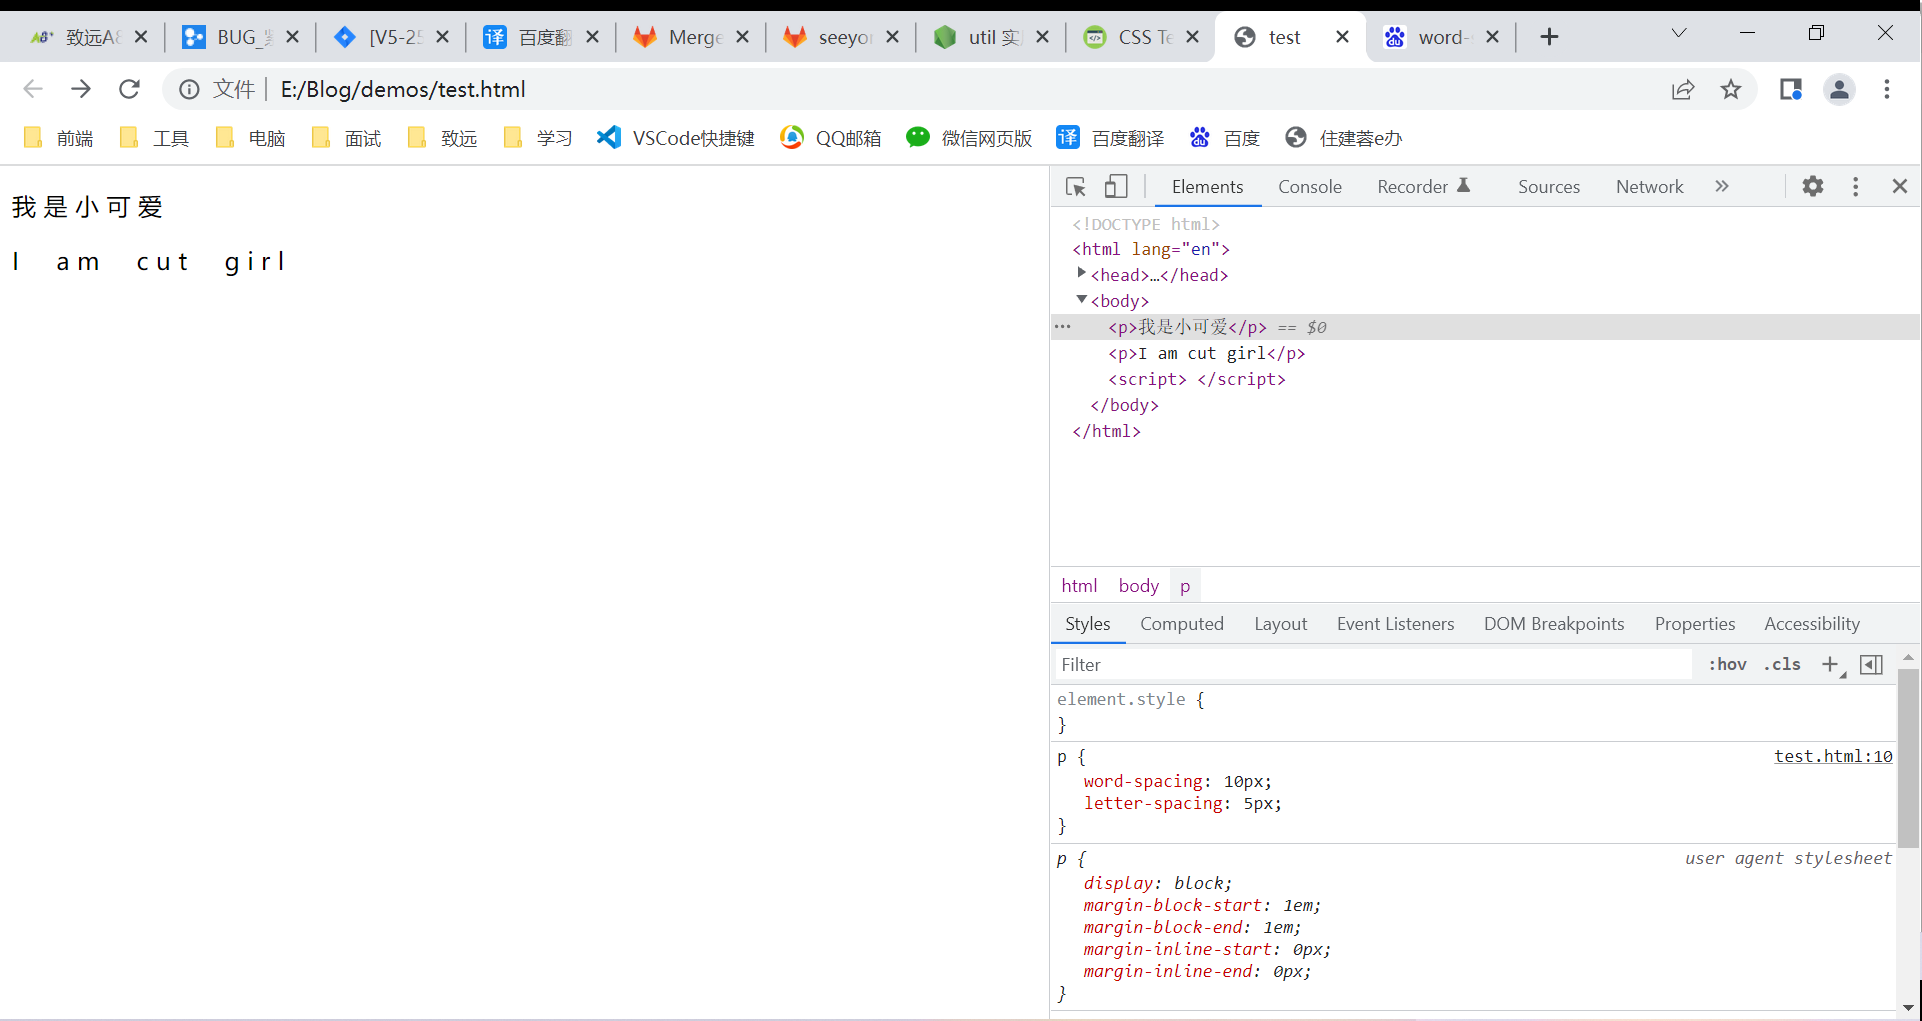 致远A8
BUG_
[V5-25
百度翻
Merge
seeyo
util 实
CSS Te
test
word-
文件 | E:/Blog/demos/test.html
前端 工具 电脑 面试 致远 学习 VSCode快捷键 QQ邮箱 微信网页版 译 百度翻译 百度 住建蓉e办
我是小可爱
I am cut girl
Elements Console Recorder Sources Network »
<!DOCTYPE html>
<html lang="en">
<head>…</head>
<body>
<p>我是小可爱</p> == $0
<p>I am cut girl</p>
<script> </script>
</body>
</html>
html body p
Styles Computed Layout Event Listeners DOM Breakpoints Properties Accessibility
Filter :hov .cls
element.style {
}
p { test.html:10
word-spacing: 10px;
letter-spacing: 5px;
}
p { user agent stylesheet
display: block;
margin-block-start: 1em;
margin-block-end: 1em;
margin-inline-start: 0px;
margin-inline-end: 0px;
}